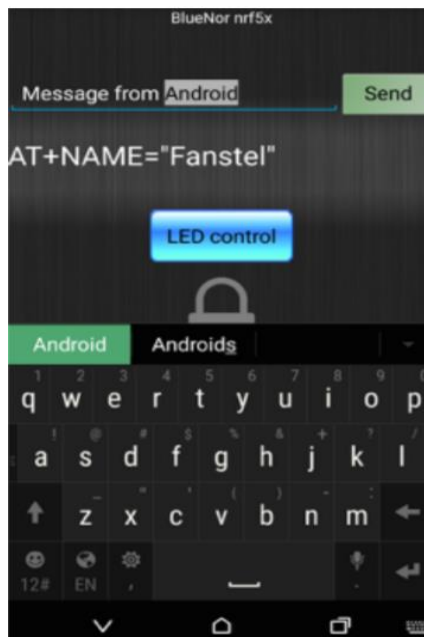 BlueNor nrf5x
Message from Android
Send
AT+NAME="Fanstel"
LED control
Android Androids
1 2 3 4 5 6 7 8 9
q w e r t y u i o p
! @ # $ % & + ? /
a s d f g h j k l
_ " ' ( ) - :
z x c v b n m
12# EN , .